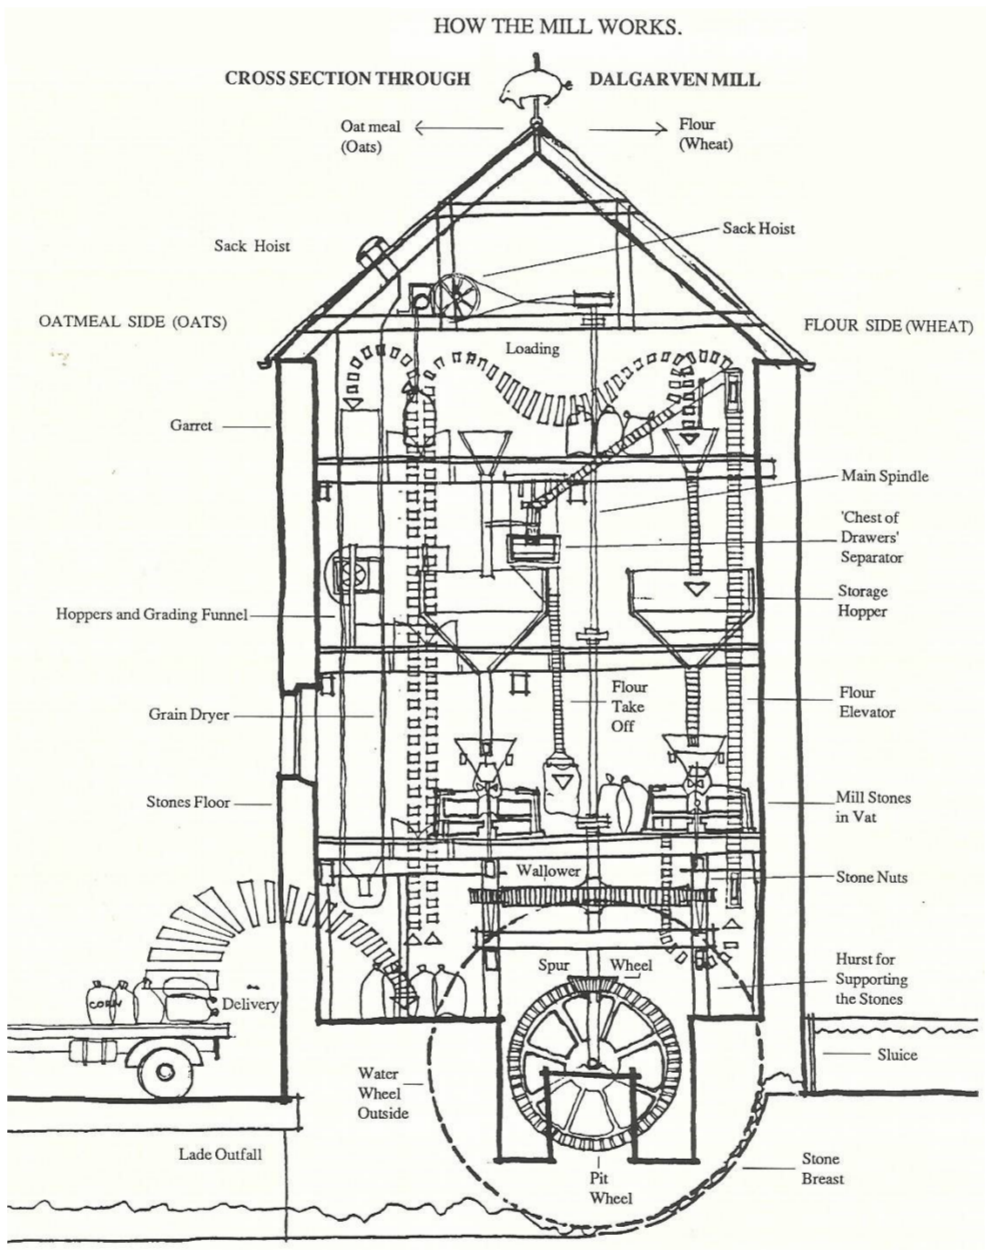 HOW THE MILL WORKS.
CROSS SECTION THROUGH DALGARVEN MILL
Oat meal
(Oats)
Flour
(Wheat)
Sack Hoist
Sack Hoist
OATMEAL SIDE (OATS)
FLOUR SIDE (WHEAT)
Loading
Garret
Main Spindle
'Chest of
Drawers'
Separator
Storage
Hopper
Hoppers and Grading Funnel
Flour
Take
Off
Flour
Elevator
Grain Dryer
Stones Floor
Mill Stones
in Vat
Wallower
Stone Nuts
Spur Wheel
Hurst for
Supporting
the Stones
CORN
Delivery
Sluice
Water
Wheel
Outside
Lade Outfall
Pit
Wheel
Stone
Breast